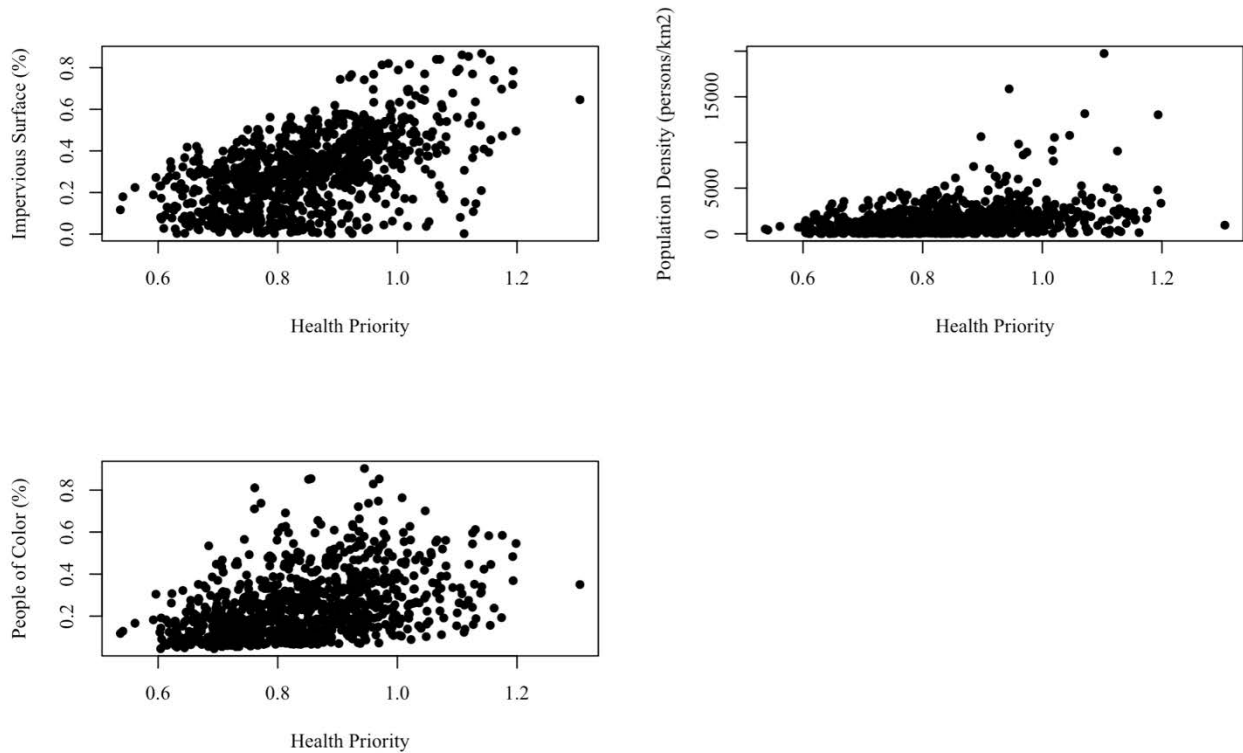 Impervious Surface (%)
0.0 0.2 0.4 0.6 0.8
0.6 0.8 1.0 1.2
Health Priority
Population Density (persons/km2)
0 5000 15000
0.6 0.8 1.0 1.2
Health Priority
People of Color (%)
0.2 0.4 0.6 0.8
0.6 0.8 1.0 1.2
Health Priority